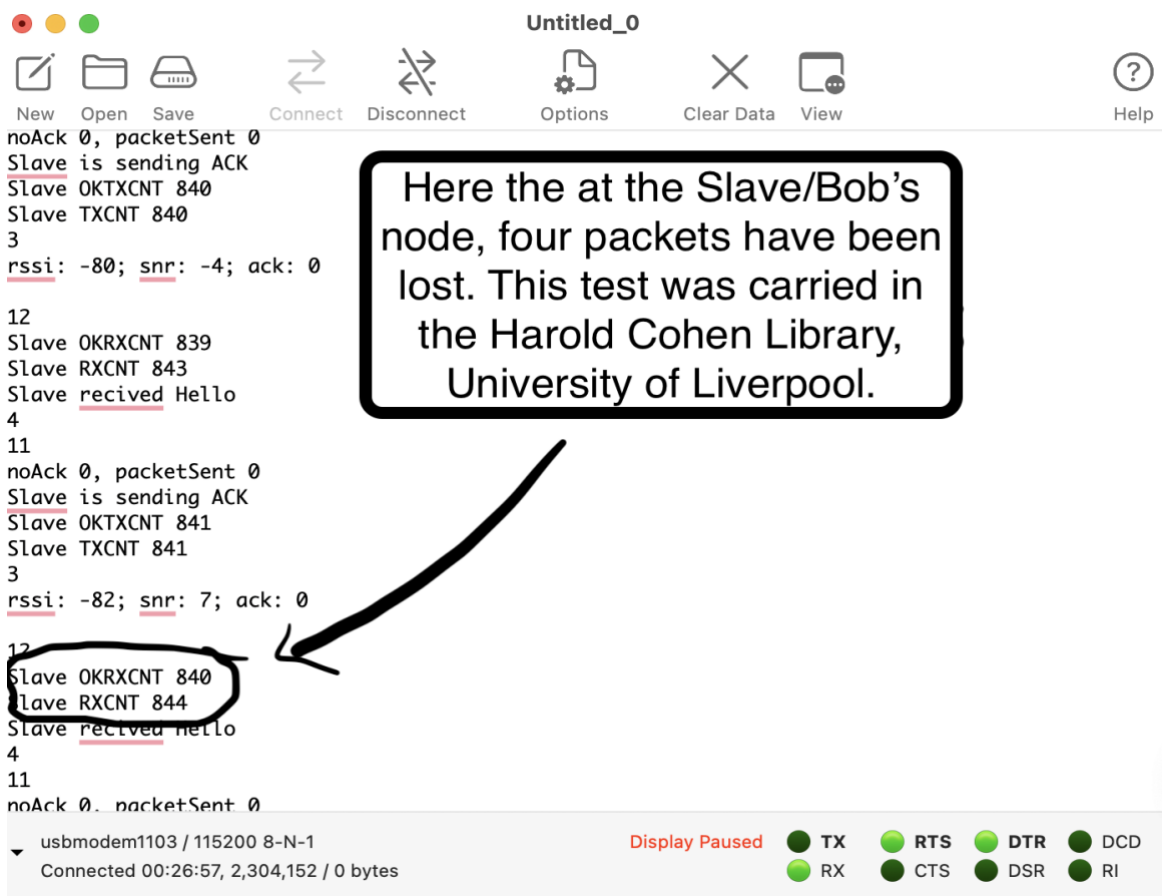 Untitled_0
New Open Save Connect Disconnect Options Clear Data View Help
noAck 0, packetSent 0
Slave is sending ACK
Slave OKTXCNT 840
Slave TXCNT 840
3
rssi: -80; snr: -4; ack: 0
12
Slave OKRXCNT 839
Slave RXCNT 843
Slave recived Hello
4
11
noAck 0, packetSent 0
Slave is sending ACK
Slave OKTXCNT 841
Slave TXCNT 841
3
rssi: -82; snr: 7; ack: 0
12
Slave OKRXCNT 840
Slave RXCNT 844
Slave recived Hello
4
11
noAck 0, packetSent 0
Here the at the Slave/Bob’s
node, four packets have been
lost. This test was carried in
the Harold Cohen Library,
University of Liverpool.
usbmodem1103 / 115200 8-N-1
Connected 00:26:57, 2,304,152 / 0 bytes
Display Paused
TX RTS DTR DCD
RX CTS DSR RI